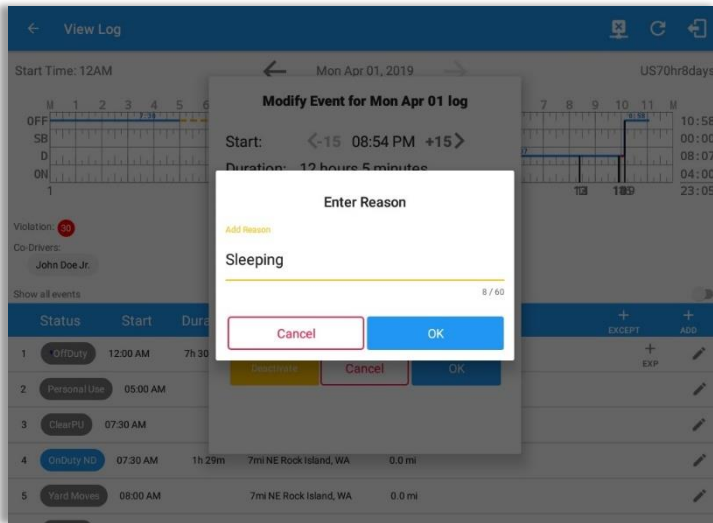 View Log
Start Time: 12AM
Mon Apr 01, 2019
US70hr8days
M 1 2 3 4 5 6 7 8 9 10 11 M
OFF 10:58
SB 00:00
D 08:07
ON 04:00
1 23:05
Violation: 30
Co-Drivers:
John Doe Jr.
Show all events
Modify Event for Mon Apr 01 log
Start: -15 08:54 PM +15
Duration: 12 hours 5 minutes
Enter Reason
Add Reason
Sleeping
8 / 60
Cancel OK
Deactivate Cancel OK
Status Start Dura EXCEPT ADD
1 OffDuty 12:00 AM 7h 30 EXP
2 Personal Use 05:00 AM
3 ClearPU 07:30 AM
4 OnDuty ND 07:30 AM 1h 29m 7mi NE Rock Island, WA 0.0 mi
5 Yard Moves 08:00 AM 7mi NE Rock Island, WA 0.0 mi